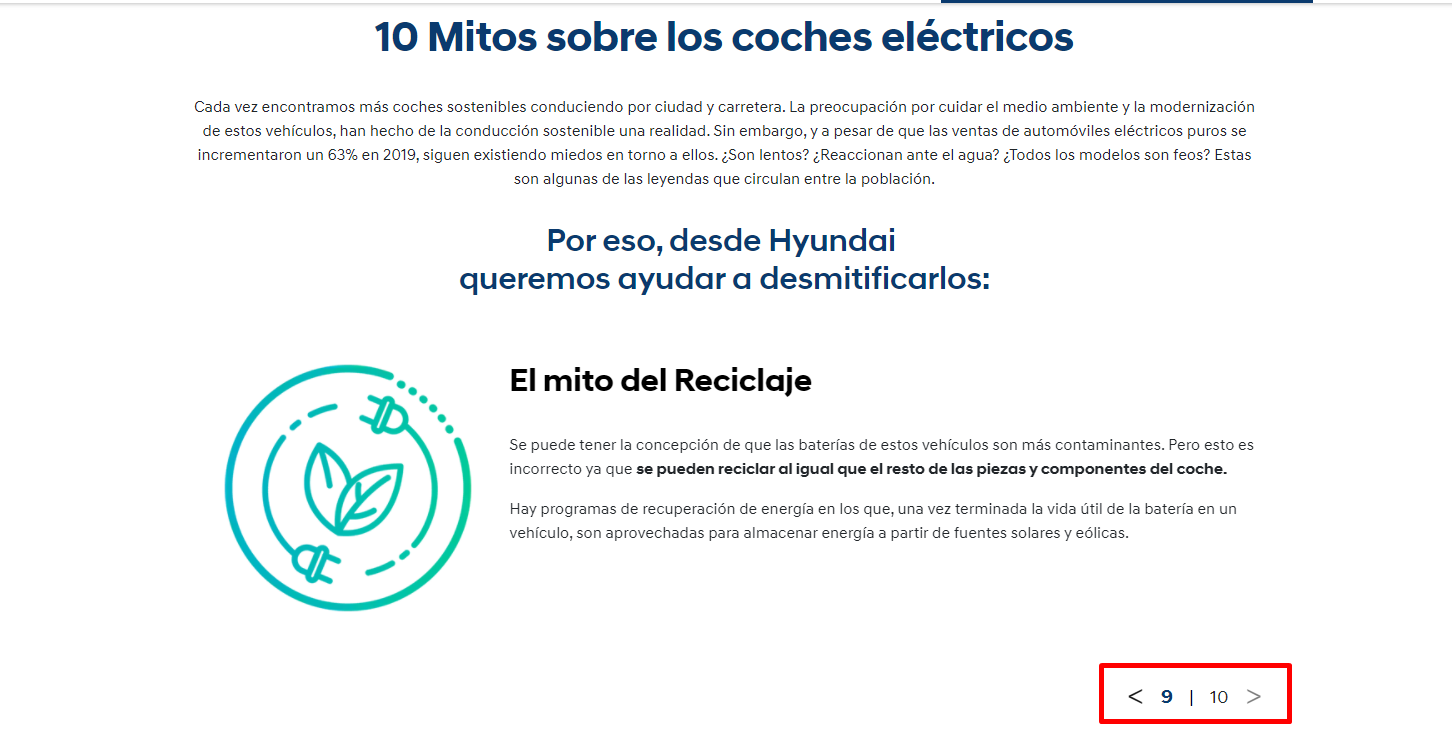 10 Mitos sobre los coches eléctricos
Cada vez encontramos más coches sostenibles conduciendo por ciudad y carretera. La preocupación por cuidar el medio ambiente y la modernización
de estos vehículos, han hecho de la conducción sostenible una realidad. Sin embargo, y a pesar de que las ventas de automóviles eléctricos puros se
incrementaron un 63% en 2019, siguen existiendo miedos en torno a ellos. ¿Son lentos? ¿Reaccionan ante el agua? ¿Todos los modelos son feos? Estas
son algunas de las leyendas que circulan entre la población.
Por eso, desde Hyundai
queremos ayudar a desmitificarlos:
El mito del Reciclaje
Se puede tener la concepción de que las baterías de estos vehículos son más contaminantes. Pero esto es
incorrecto ya que se pueden reciclar al igual que el resto de las piezas y componentes del coche.
Hay programas de recuperación de energía en los que, una vez terminada la vida útil de la batería en un
vehículo, son aprovechadas para almacenar energía a partir de fuentes solares y eólicas.
< 9 | 10 >